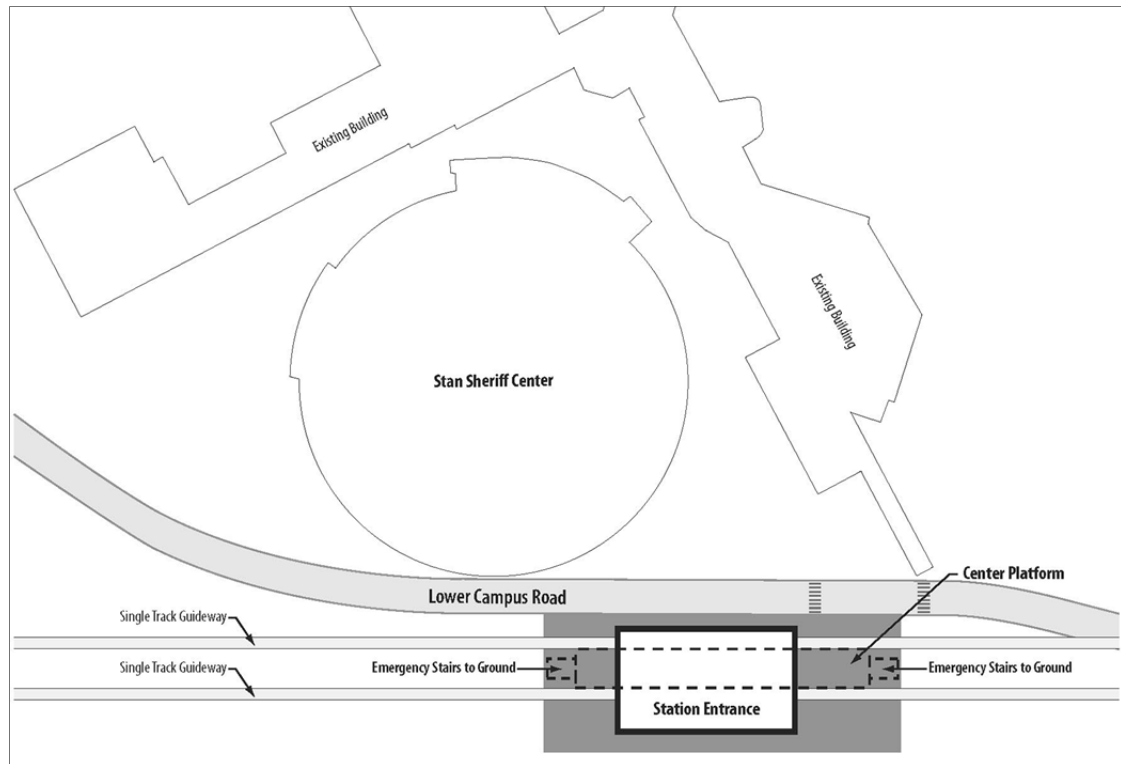 Existing Building
Existing Building
Stan Sheriff Center
Center Platform
Lower Campus Road
Single Track Guideway
Single Track Guideway
Emergency Stairs to Ground
Emergency Stairs to Ground
Station Entrance